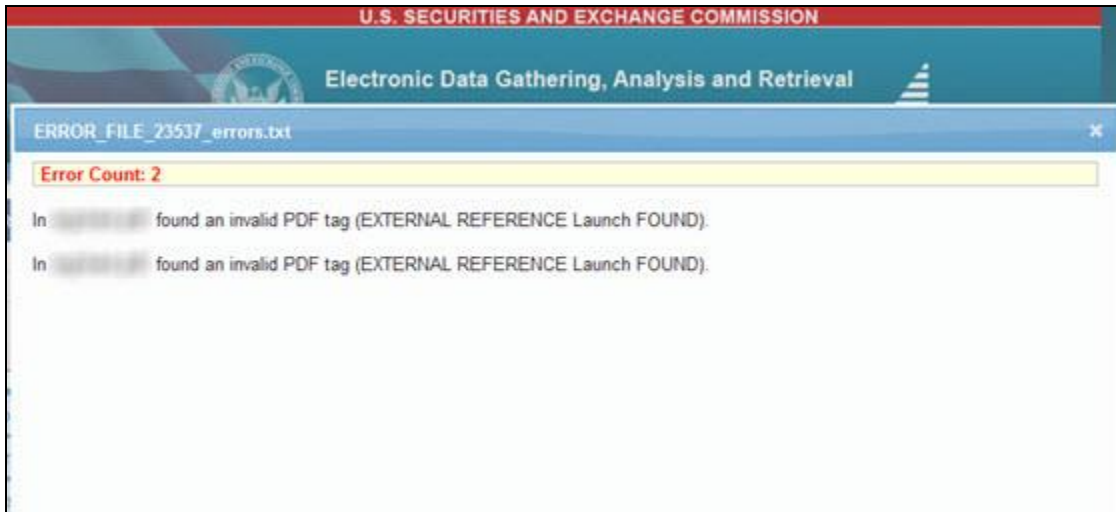 U.S. SECURITIES AND EXCHANGE COMMISSION
Electronic Data Gathering, Analysis and Retrieval
ERROR_FILE_23537_errors.txt
Error Count: 2
In found an invalid PDF tag (EXTERNAL REFERENCE Launch FOUND).
In found an invalid PDF tag (EXTERNAL REFERENCE Launch FOUND).